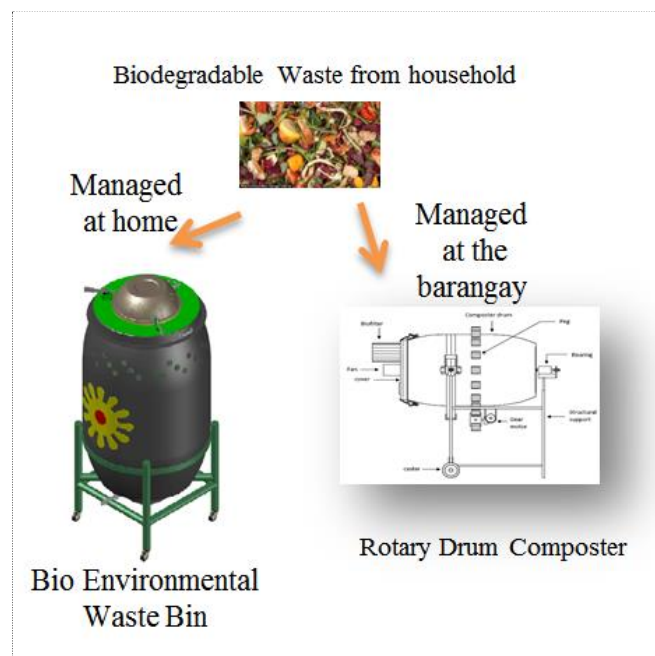 Biodegradable Waste from household
Managed
at home
Managed
at the
barangay
Composter drum
Peg
Biofilter
Fan
cover
Bearing
Gear
motor
Structural
support
caster
Rotary Drum Composter
Bio Environmental
Waste Bin